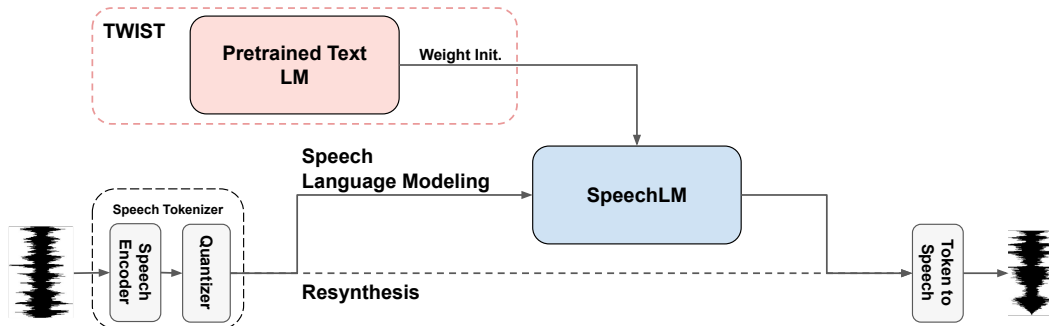 TWIST
Pretrained Text
LM
Weight Init.
Speech
Language Modeling
SpeechLM
Speech Tokenizer
Speech
Encoder
Quantizer
Resynthesis
Token to
Speech